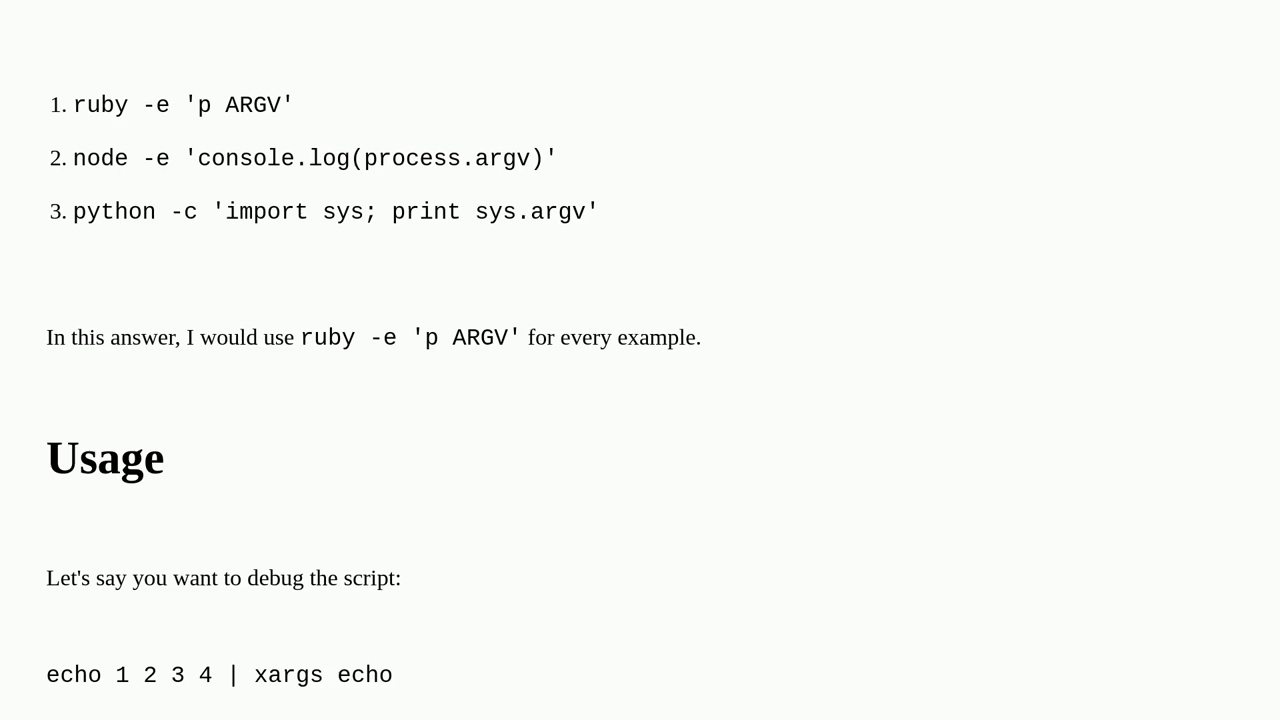 1. ruby -e 'p ARGV'
2. node -e 'console.log(process.argv)'
3. python -c 'import sys; print sys.argv'
In this answer, I would use ruby -e 'p ARGV' for every example.
Usage
Let's say you want to debug the script:
echo 1 2 3 4 | xargs echo